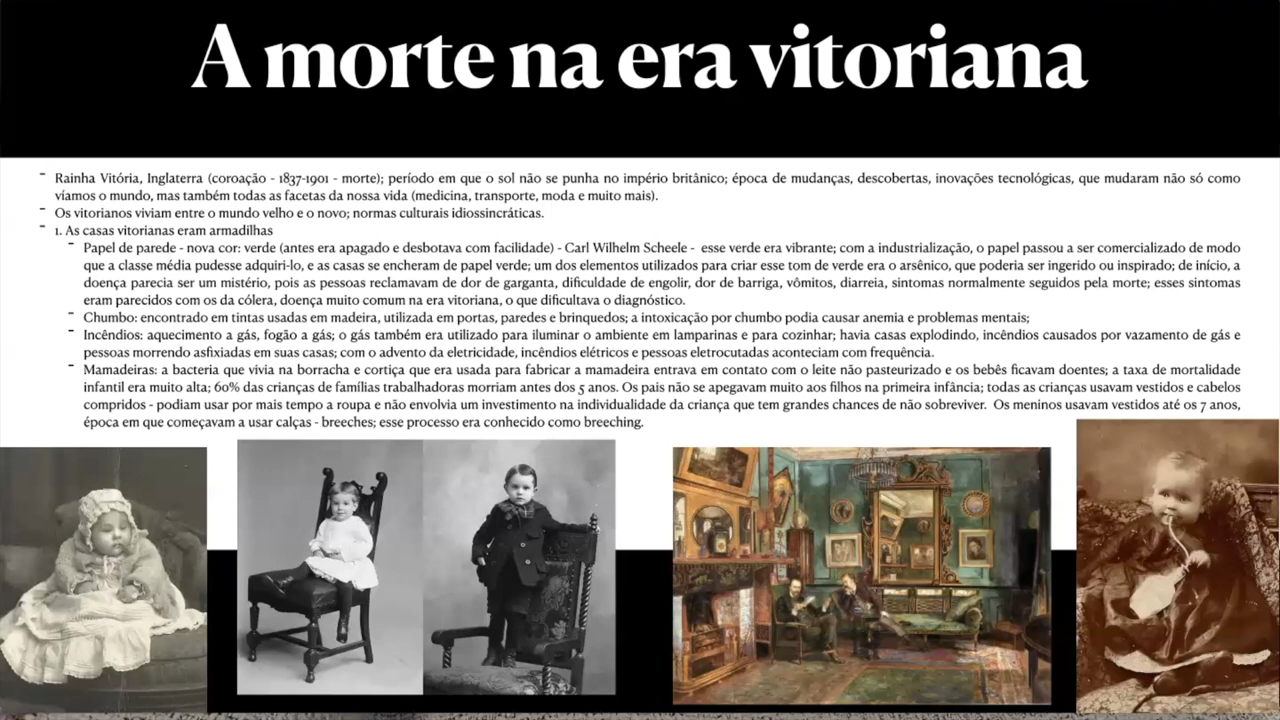 A morte na era vitoriana
- Rainha Vitória, Inglaterra (coroação - 1837-1901 - morte); período em que o sol não se punha no império britânico; época de mudanças, descobertas, inovações tecnológicas, que mudaram não só como
víamos o mundo, mas também todas as facetas da nossa vida (medicina, transporte, moda e muito mais).
- Os vitorianos viviam entre o mundo velho e o novo; normas culturais idiossincráticas.
- 1. As casas vitorianas eram armadilhas
- Papel de parede - nova cor: verde (antes era apagado e desbotava com facilidade) - Carl Wilhelm Scheele - esse verde era vibrante; com a industrialização, o papel passou a ser comercializado de modo
que a classe média pudesse adquiri-lo, e as casas se encheram de papel verde; um dos elementos utilizados para criar esse tom de verde era o arsênico, que poderia ser ingerido ou inspirado; de início, a
doença parecia ser um mistério, pois as pessoas reclamavam de dor de garganta, dificuldade de engolir, dor de barriga, vômitos, diarreia, sintomas normalmente seguidos pela morte; esses sintomas
eram parecidos com os da cólera, doença muito comum na era vitoriana, o que dificultava o diagnóstico.
- Chumbo: encontrado em tintas usadas em madeira, utilizada em portas, paredes e brinquedos; a intoxicação por chumbo podia causar anemia e problemas mentais;
- Incêndios: aquecimento a gás, fogão a gás; o gás também era utilizado para iluminar o ambiente em lamparinas e para cozinhar; havia casas explodindo, incêndios causados por vazamento de gás e
pessoas morrendo asfixiadas em suas casas; com o advento da eletricidade, incêndios elétricos e pessoas eletrocutadas aconteciam com frequência.
- Mamadeiras: a bacteria que vivia na borracha e cortiça que era usada para fabricar a mamadeira entrava em contato com o leite não pasteurizado e os bebês ficavam doentes; a taxa de mortalidade
infantil era muito alta; 60% das crianças de famílias trabalhadoras morriam antes dos 5 anos. Os pais não se apegavam muito aos filhos na primeira infância; todas as crianças usavam vestidos e cabelos
compridos - podiam usar por mais tempo a roupa e não envolvia um investimento na individualidade da criança que tem grandes chances de não sobreviver. Os meninos usavam vestidos até os 7 anos,
época em que começavam a usar calças - breeches; esse processo era conhecido como breeching.